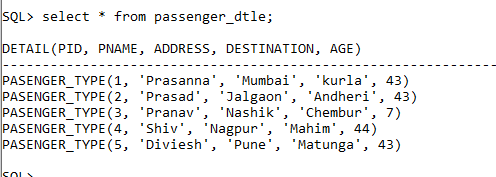 SQL> select * from passenger_dtle;
DETAIL(PID, PNAME, ADDRESS, DESTINATION, AGE)
--------------------------------------------------------------
PASENGER_TYPE(1, 'Prasanna', 'Mumbai', 'kurla', 43)
PASENGER_TYPE(2, 'Prasad', 'Jalgaon', 'Andheri', 43)
PASENGER_TYPE(3, 'Pranav', 'Nashik', 'Chembur', 7)
PASENGER_TYPE(4, 'Shiv', 'Nagpur', 'Mahim', 44)
PASENGER_TYPE(5, 'Diviesh', 'Pune', 'Matunga', 43)
SQL>